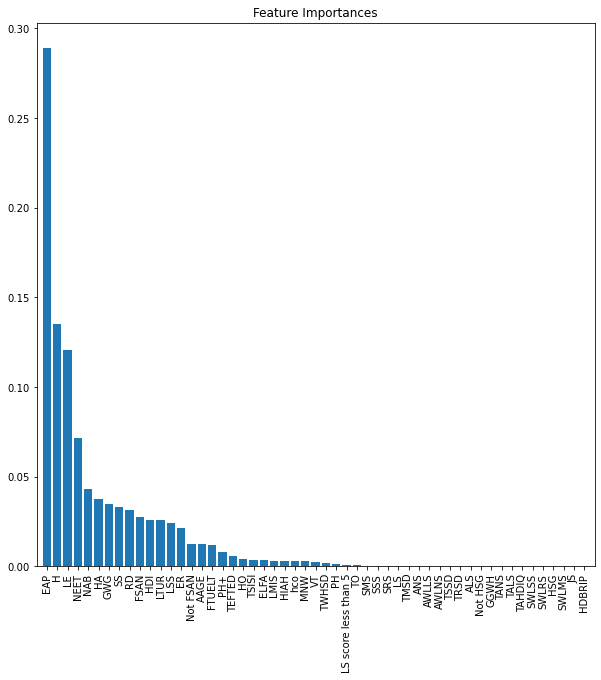 Feature Importances
0.30
0.25
0.20
0.15
0.10
0.05
0.00
EAP
H
LE
NEET
NAB
HA
GWG
SS
RD
FSAN
HDI
LTUR
LSS
ER
Not FSAN
AAGE
FTUELT
PH+
TEFTED
HO
TSISI
ELFA
LMIS
HIAH
hco
MNW
VT
TWHSD
PH
LS score less than 5
TO
SMS
SSS
SRS
LS
TMSD
ANS
AWLLS
AWLNS
TSSD
TRSD
ALS
Not HSG
GGWH
TANS
TALS
TAHDIQ
SWLSS
SWLRS
HSG
SWLMS
JS
HDBRIP